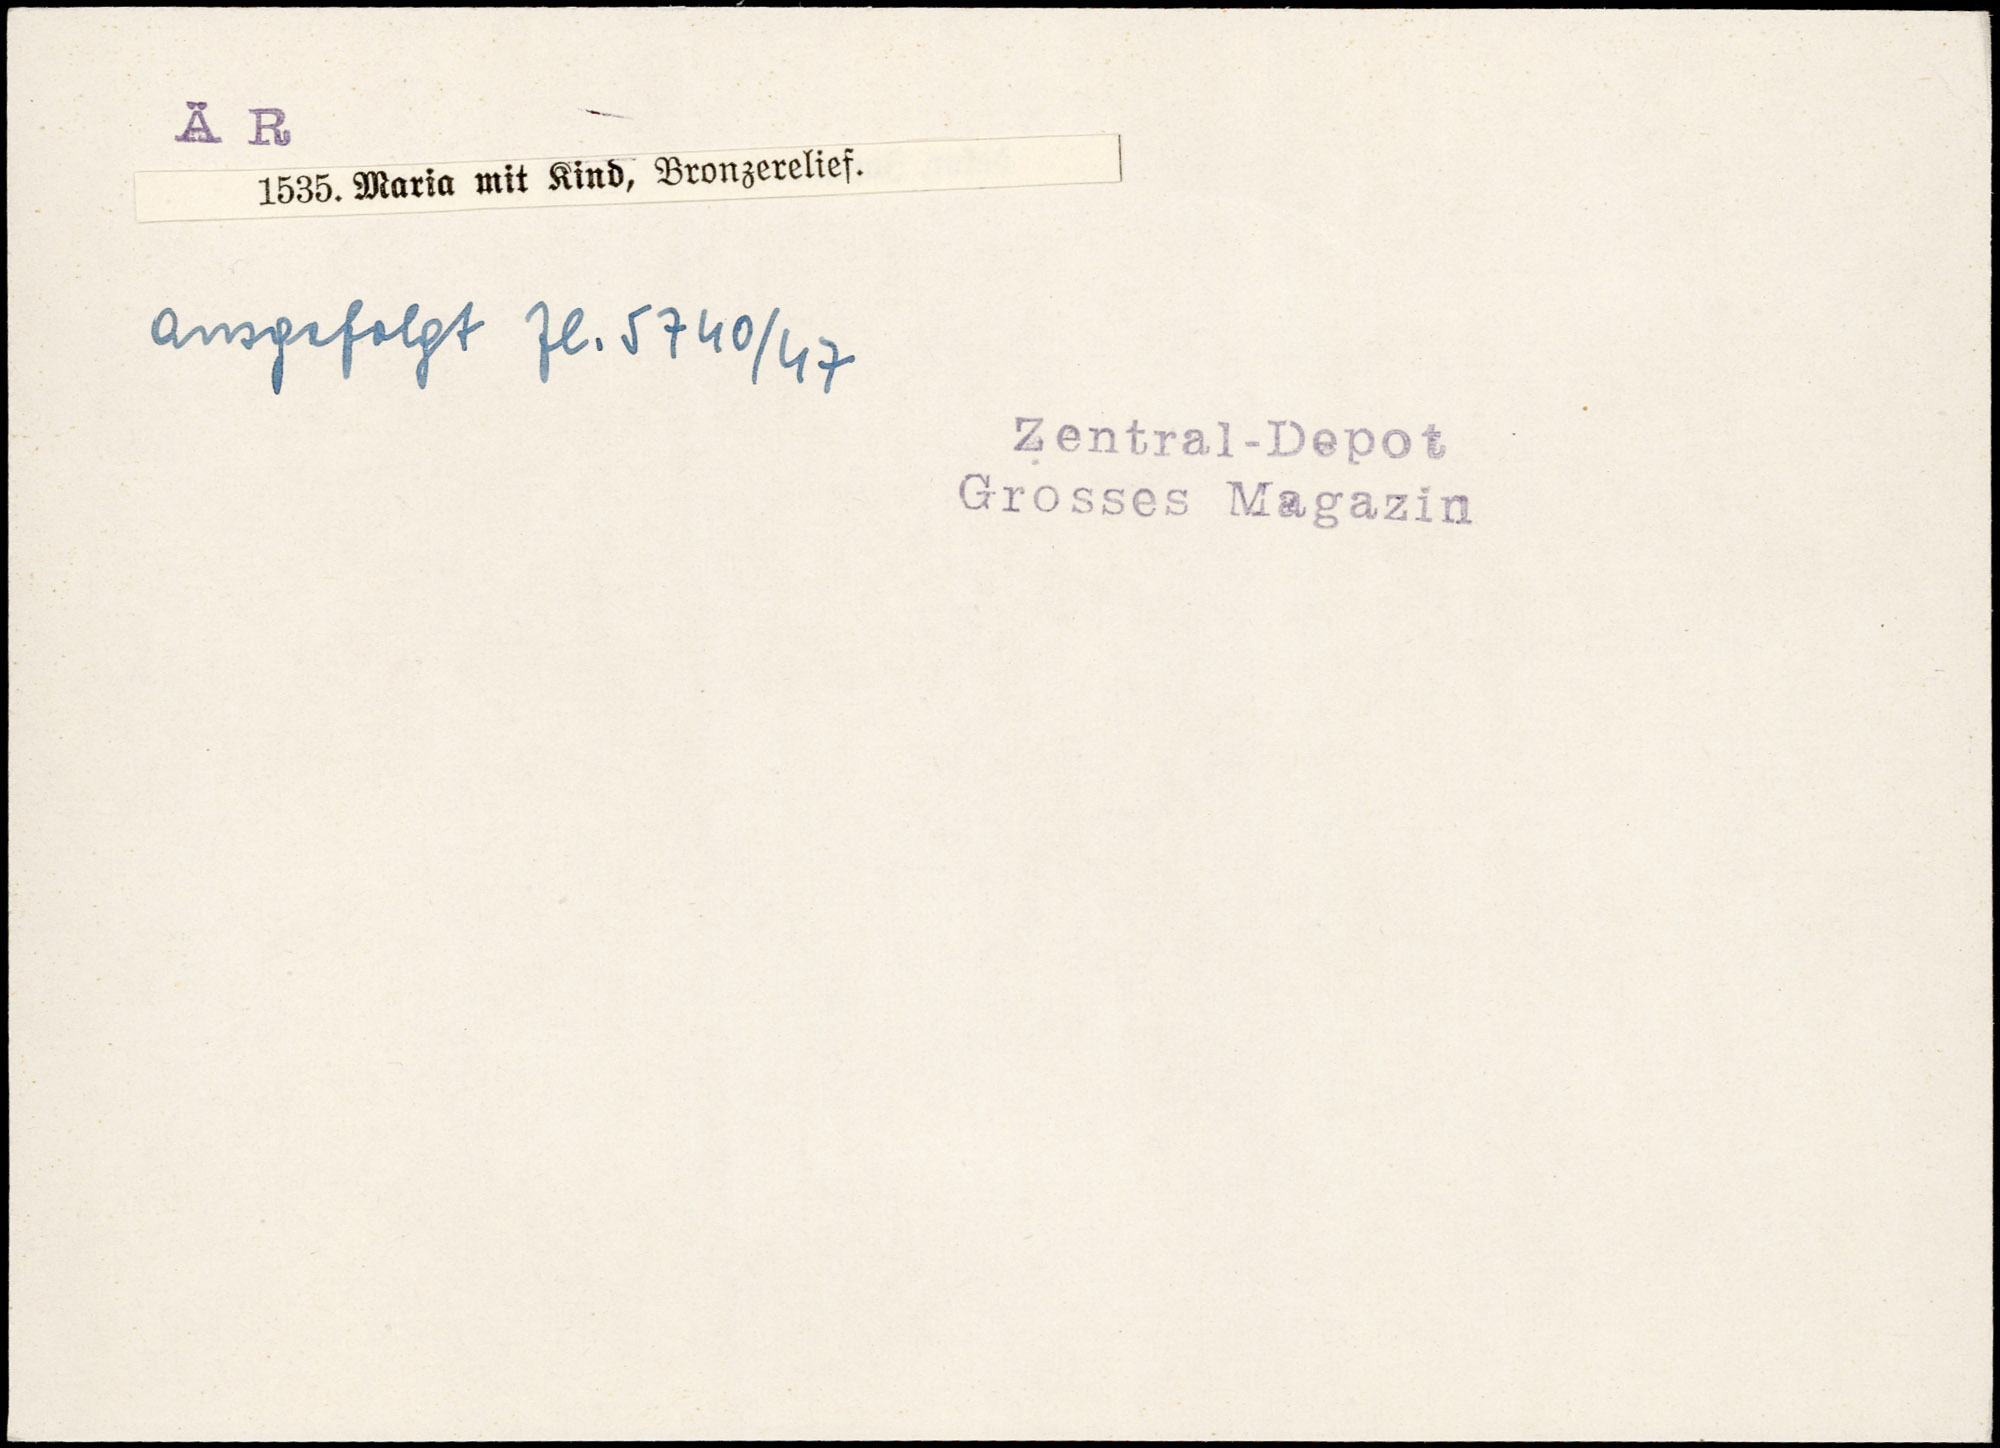 Ä R
1535. Maria mit Kind, Bronzerelief.
ausgefolgt Zl. 5740/47
Zentral-Depot
Grosses Magazin